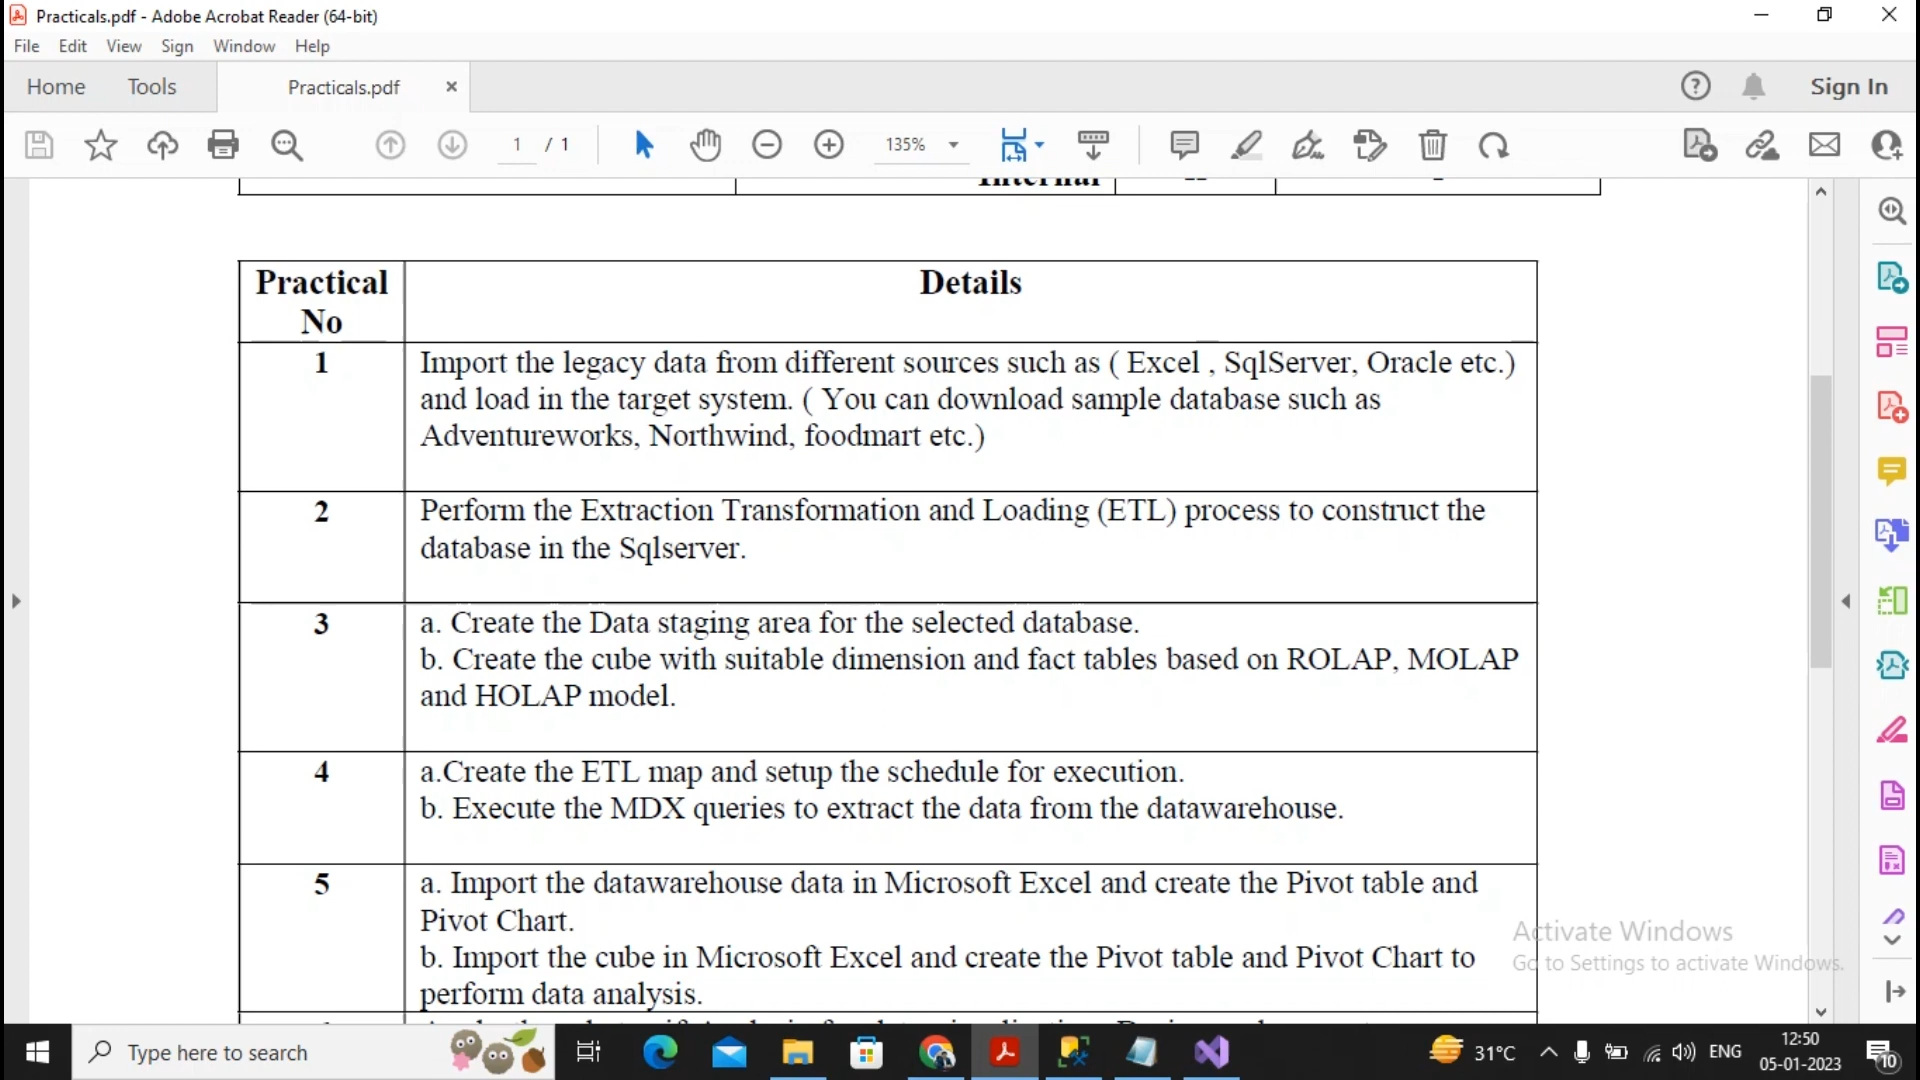 Practicals.pdf - Adobe Acrobat Reader (64-bit)
File Edit View Sign Window Help
Home Tools Practicals.pdf Sign In
1 / 1 135%
Internal
Practical No
Details
1
Import the legacy data from different sources such as ( Excel , SqlServer, Oracle etc.)
and load in the target system. ( You can download sample database such as
Adventureworks, Northwind, foodmart etc.)
2
Perform the Extraction Transformation and Loading (ETL) process to construct the
database in the Sqlserver.
3
a. Create the Data staging area for the selected database.
b. Create the cube with suitable dimension and fact tables based on ROLAP, MOLAP
and HOLAP model.
4
a.Create the ETL map and setup the schedule for execution.
b. Execute the MDX queries to extract the data from the datawarehouse.
5
a. Import the datawarehouse data in Microsoft Excel and create the Pivot table and
Pivot Chart.
b. Import the cube in Microsoft Excel and create the Pivot table and Pivot Chart to
perform data analysis.
Activate Windows
Go to Settings to activate Windows.
Type here to search
31°C
ENG
12:50
05-01-2023
10